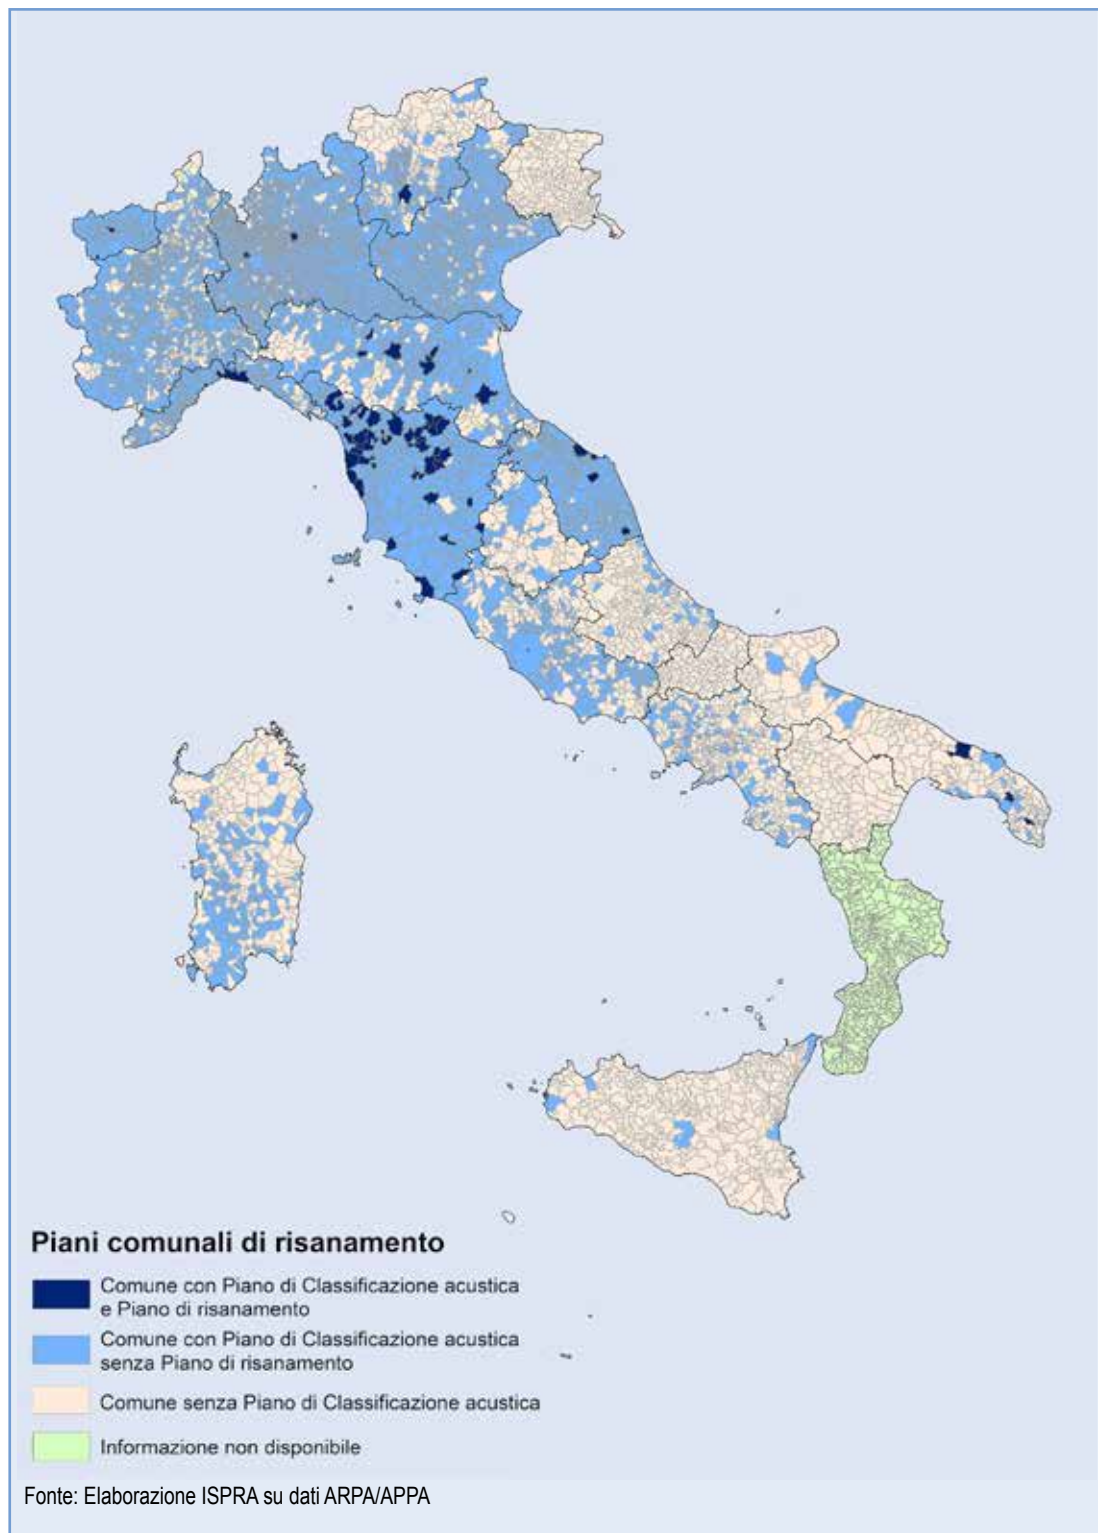 Piani comunali di risanamento
Comune con Piano di Classificazione acustica
e Piano di risanamento
Comune con Piano di Classificazione acustica
senza Piano di risanamento
Comune senza Piano di Classificazione acustica
Informazione non disponibile
Fonte: Elaborazione ISPRA su dati ARPA/APPA